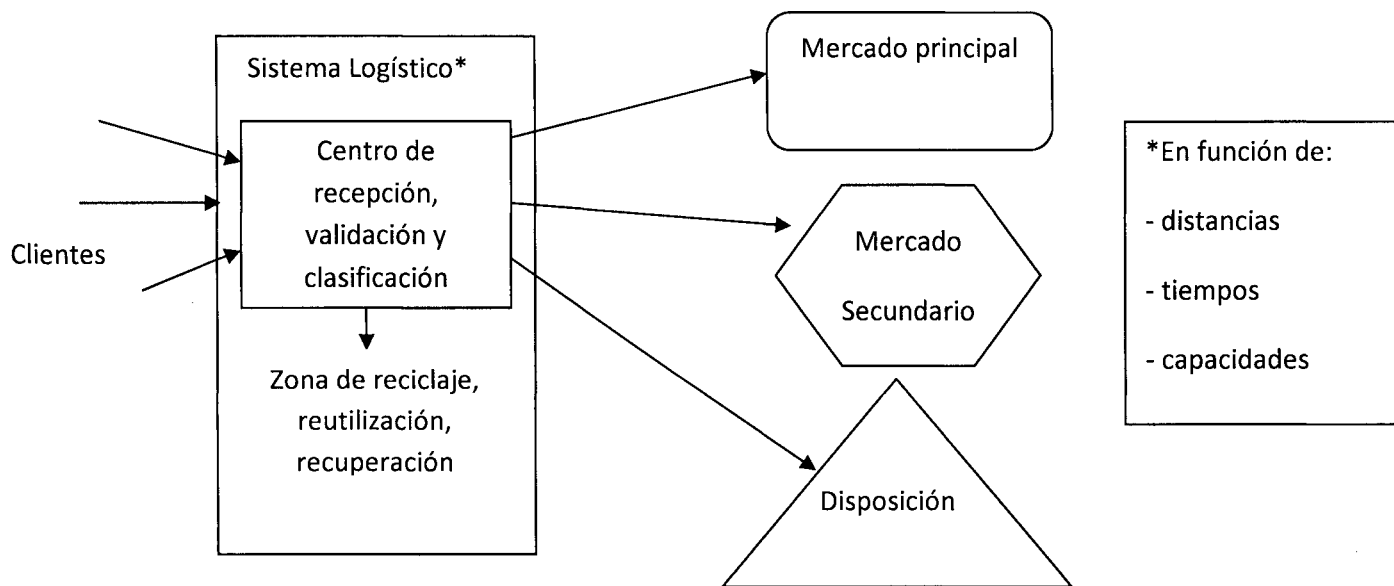 Clientes
Sistema Logístico*
Centro de
recepción,
validación y
clasificación
Zona de reciclaje,
reutilización,
recuperación
Mercado principal
Mercado
Secundario
Disposición
*En función de:
- distancias
- tiempos
- capacidades